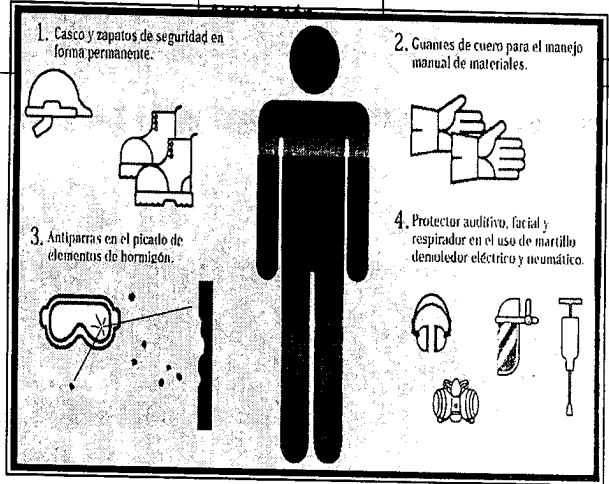 1. Casco y zapatos de seguridad en
forma permanente.
2. Guantes de cuero para el manejo
manual de materiales.
3. Antiparras en el picado de
elementos de hormigón.
4. Protector auditivo, facial y
respirador en el uso de martillo
demoledor eléctrico y neumático.